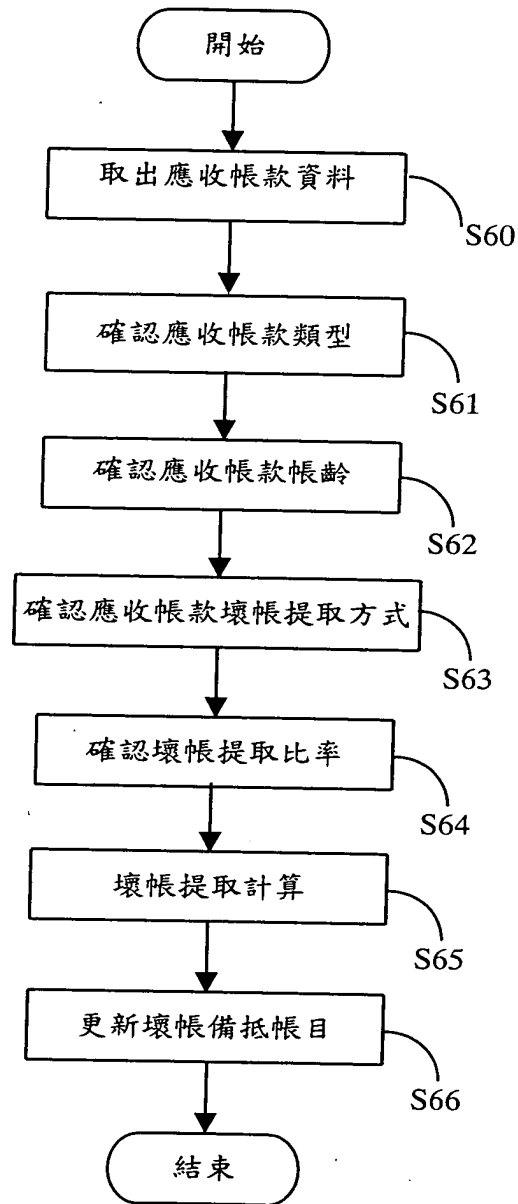 開始
取出應收帳款資料
S60
確認應收帳款類型
S61
確認應收帳款帳齡
S62
確認應收帳款壞帳提取方式
S63
確認壞帳提取比率
S64
壞帳提取計算
S65
更新壞帳備抵帳目
S66
結束